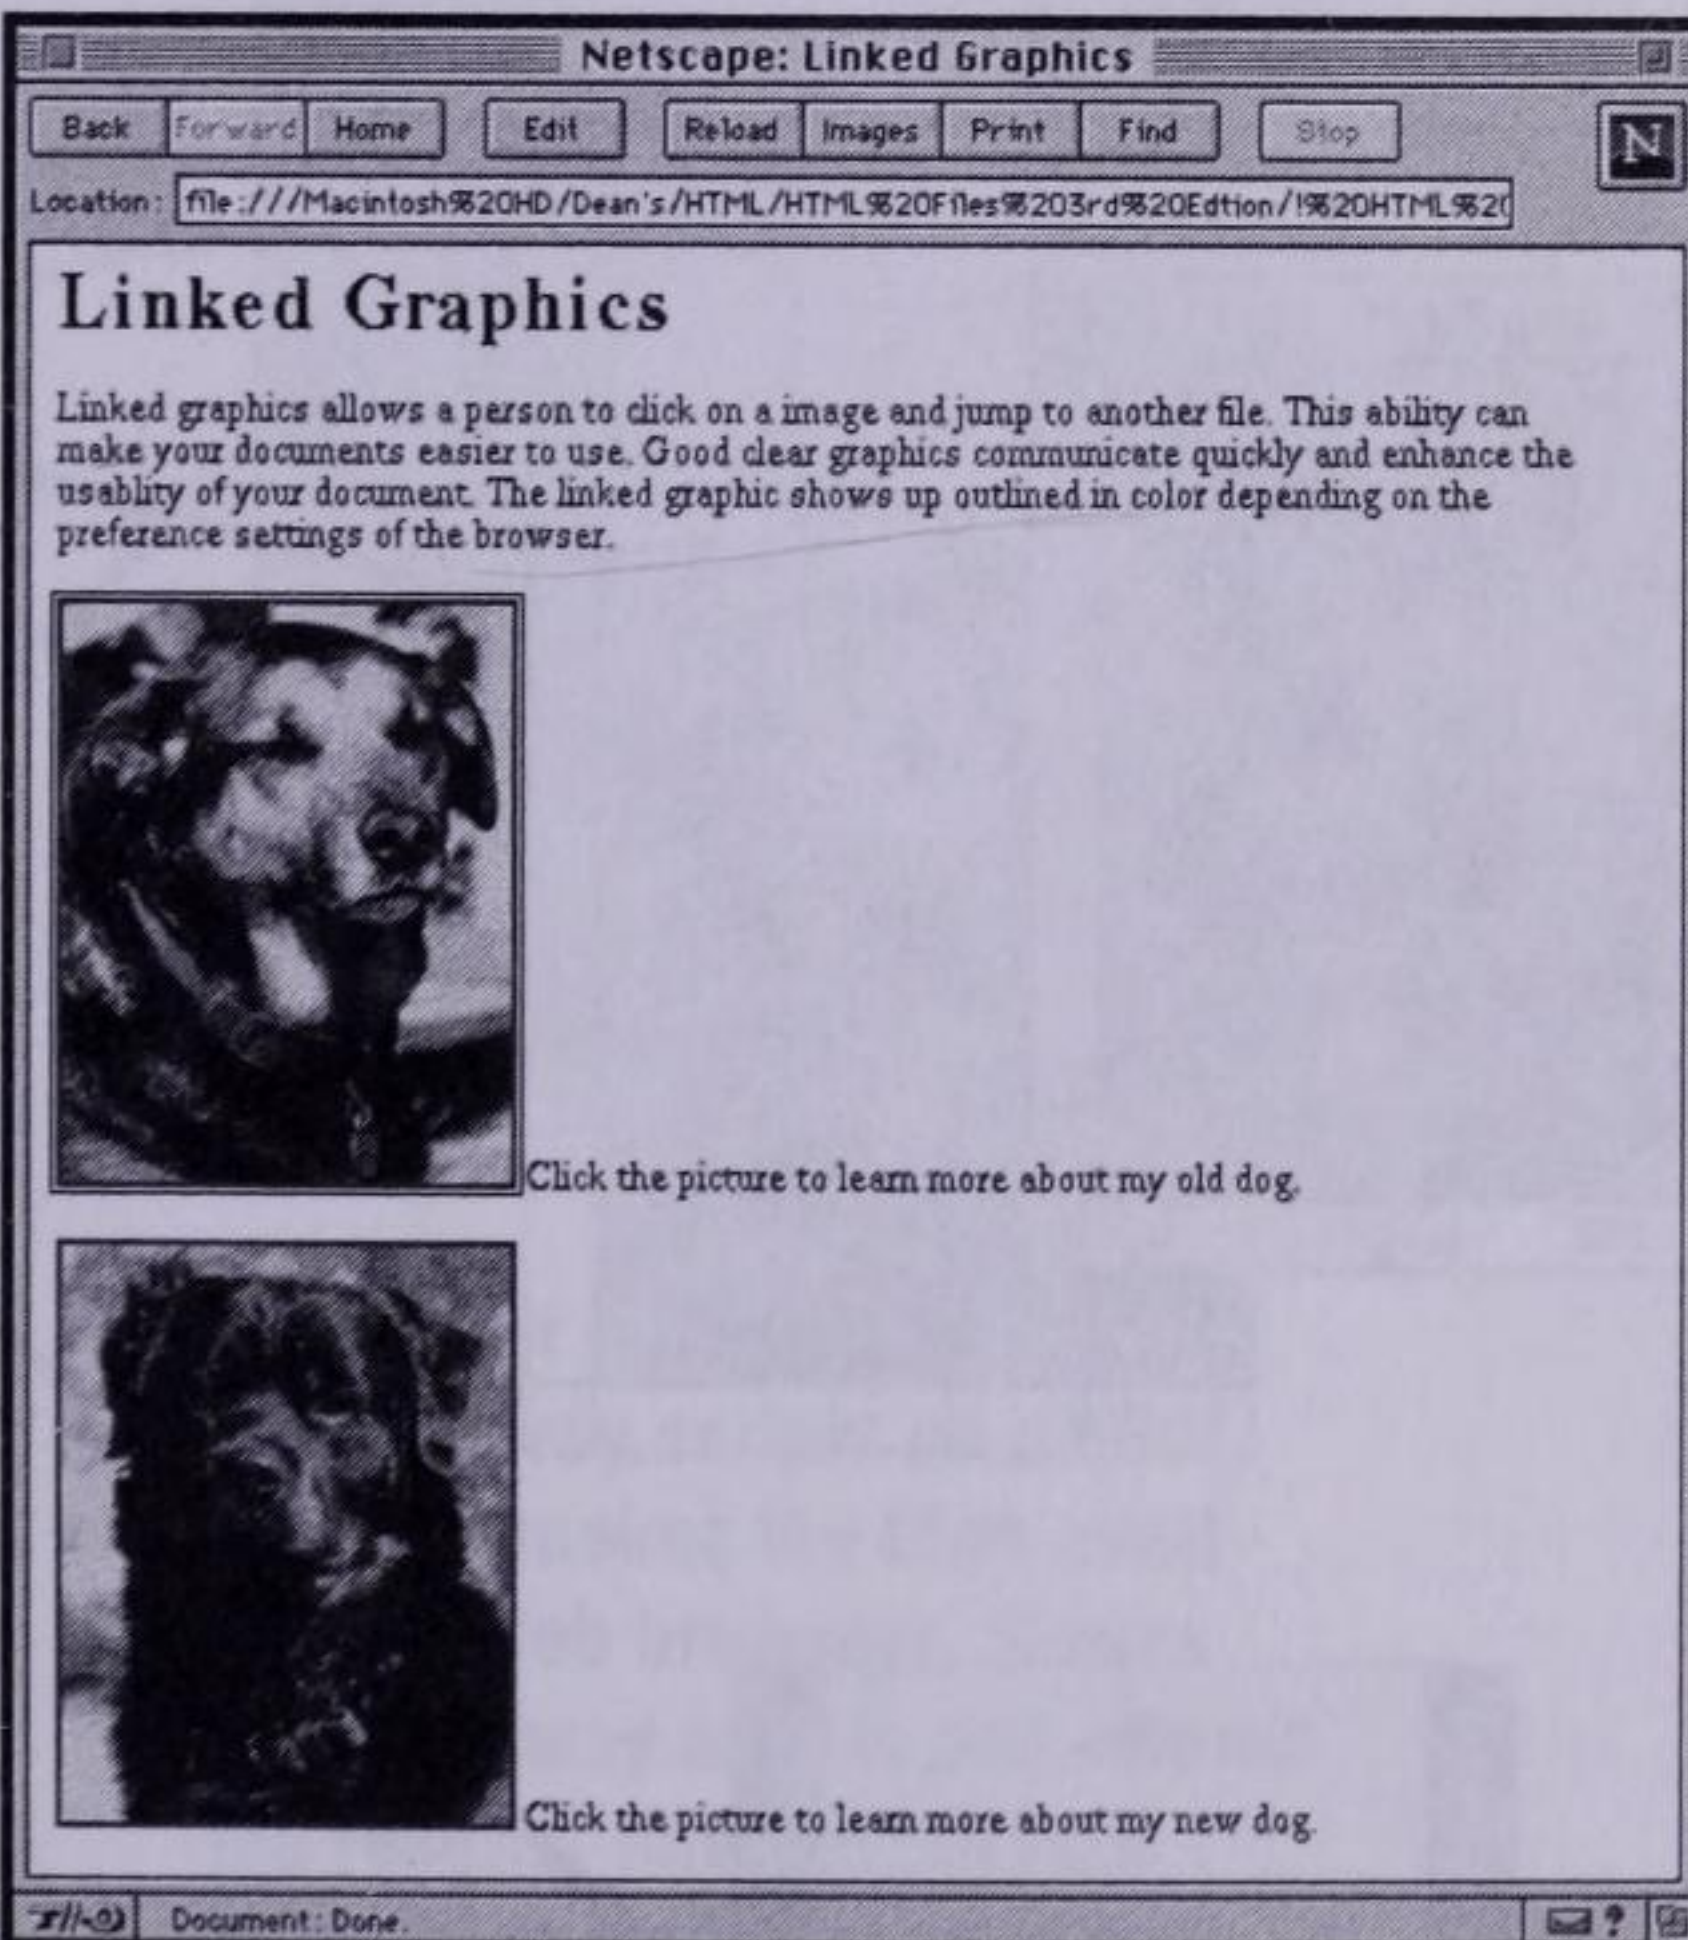 Netscape: Linked Graphics
Back Forward Home Edit Reload Images Print Find Stop N
Location: file:///Macintosh%20HD/Dean's/HTML/HTML%20Files%203rd%20Edtion/!%20HTML%20
Linked Graphics
Linked graphics allows a person to click on a image and jump to another file. This ability can
make your documents easier to use. Good clear graphics communicate quickly and enhance the
usablity of your document. The linked graphic shows up outlined in color depending on the
preference settings of the browser.
Click the picture to learn more about my old dog.
Click the picture to learn more about my new dog.
Document: Done.
?